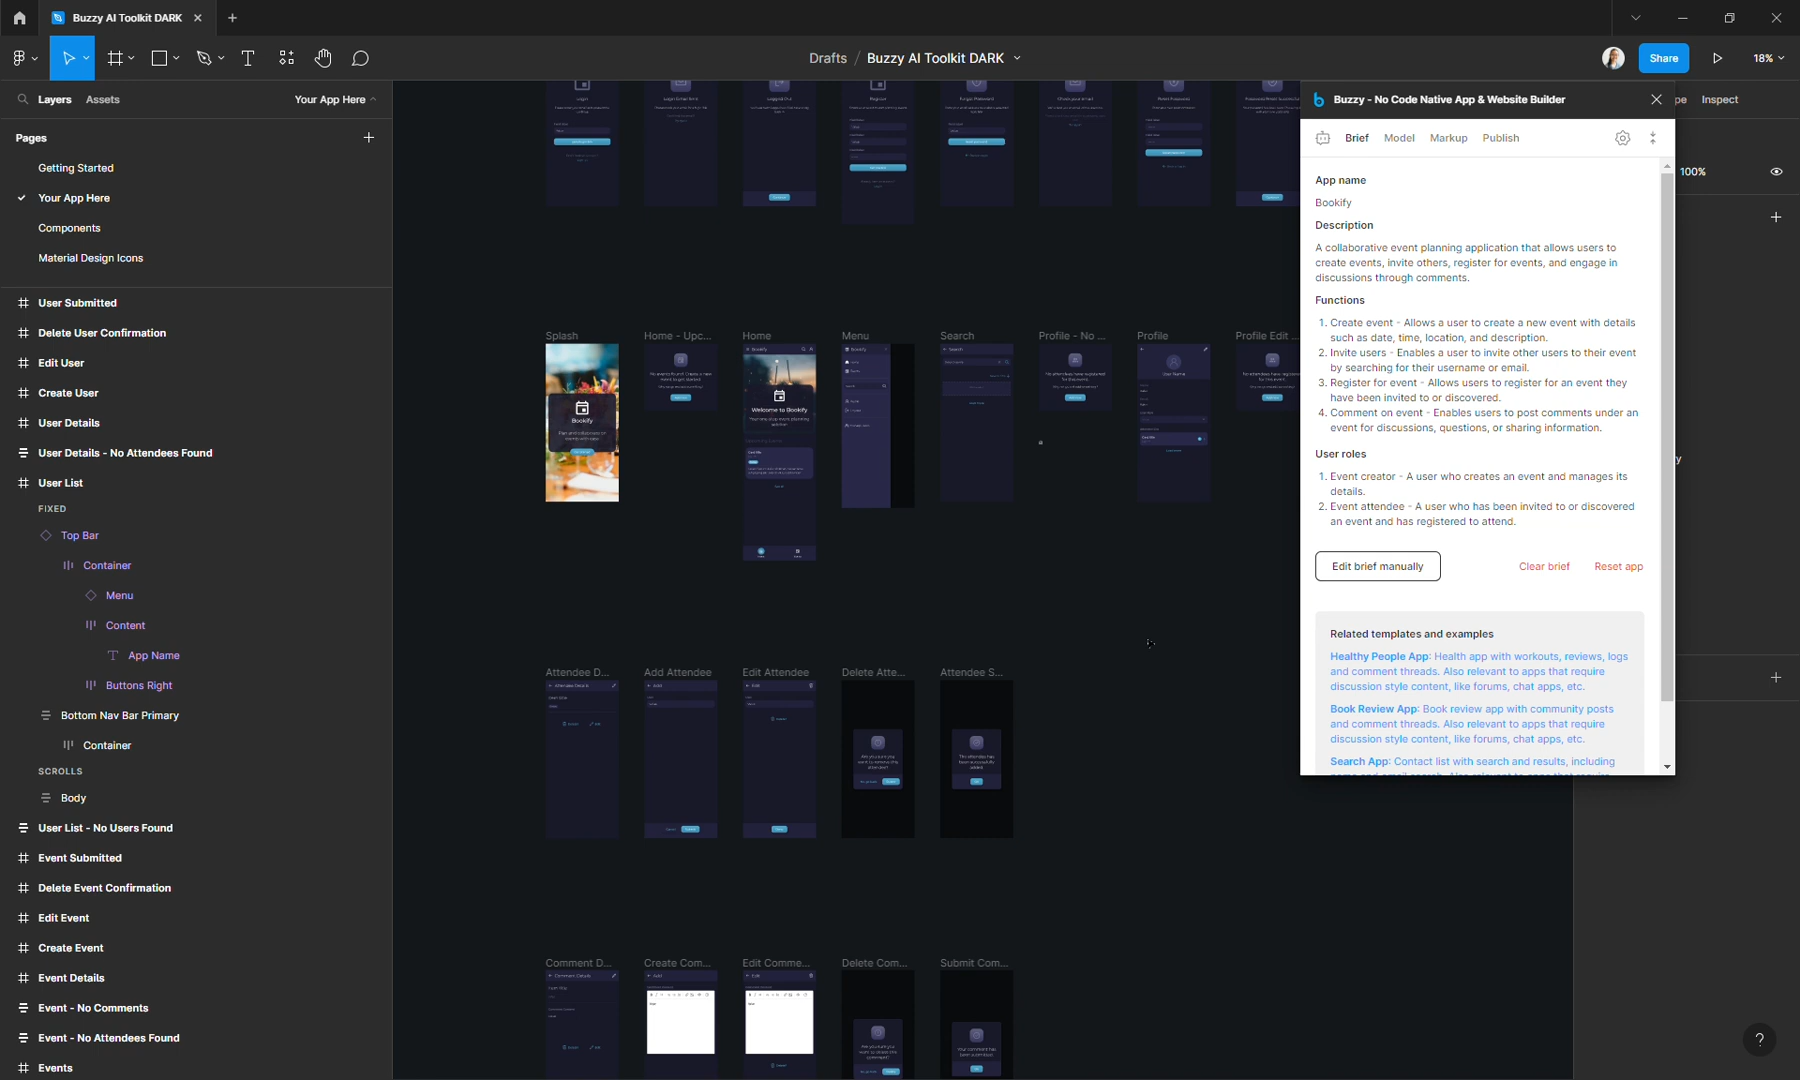 Buzzy AI Toolkit DARK
Drafts / Buzzy AI Toolkit DARK
Share
18%
Layers
Assets
Your App Here
Pages
Getting Started
Your App Here
Components
Material Design Icons
User Submitted
Delete User Confirmation
Edit User
Create User
User Details
User Details - No Attendees Found
User List
FIXED
Top Bar
Container
Menu
Content
App Name
Buttons Right
Bottom Nav Bar Primary
Container
SCROLLS
Body
User List - No Users Found
Event Submitted
Delete Event Confirmation
Edit Event
Create Event
Event Details
Event - No Comments
Event - No Attendees Found
Events
Splash
Home - Upc...
Home
Menu
Search
Profile - No ...
Profile
Profile Edit ...
Bookify
Welcome to Bookify
User Name
Attendee D...
Add Attendee
Edit Attendee
Delete Atte...
Attendee S...
Comment D...
Create Com...
Edit Comme...
Delete Com...
Submit Com...
Buzzy - No Code Native App & Website Builder
Brief
Model
Markup
Publish
App name
Bookify
Description
A collaborative event planning application that allows users to
create events, invite others, register for events, and engage in
discussions through comments.
Functions
1. Create event - Allows a user to create a new event with details
such as date, time, location, and description.
2. Invite users - Enables a user to invite other users to their event
by searching for their username or email.
3. Register for event - Allows users to register for an event they
have been invited to or discovered.
4. Comment on event - Enables users to post comments under an
event for discussions, questions, or sharing information.
User roles
1. Event creator - A user who creates an event and manages its
details.
2. Event attendee - A user who has been invited to or discovered
an event and has registered to attend.
Edit brief manually
Clear brief
Reset app
Related templates and examples
Healthy People App: Health app with workouts, reviews, logs
and comment threads. Also relevant to apps that require
discussion style content, like forums, chat apps, etc.
Book Review App: Book review app with community posts
and comment threads. Also relevant to apps that require
discussion style content, like forums, chat apps, etc.
Search App: Contact list with search and results, including
name and email search. Also relevant to apps that require
pe
Inspect
100%
y
?